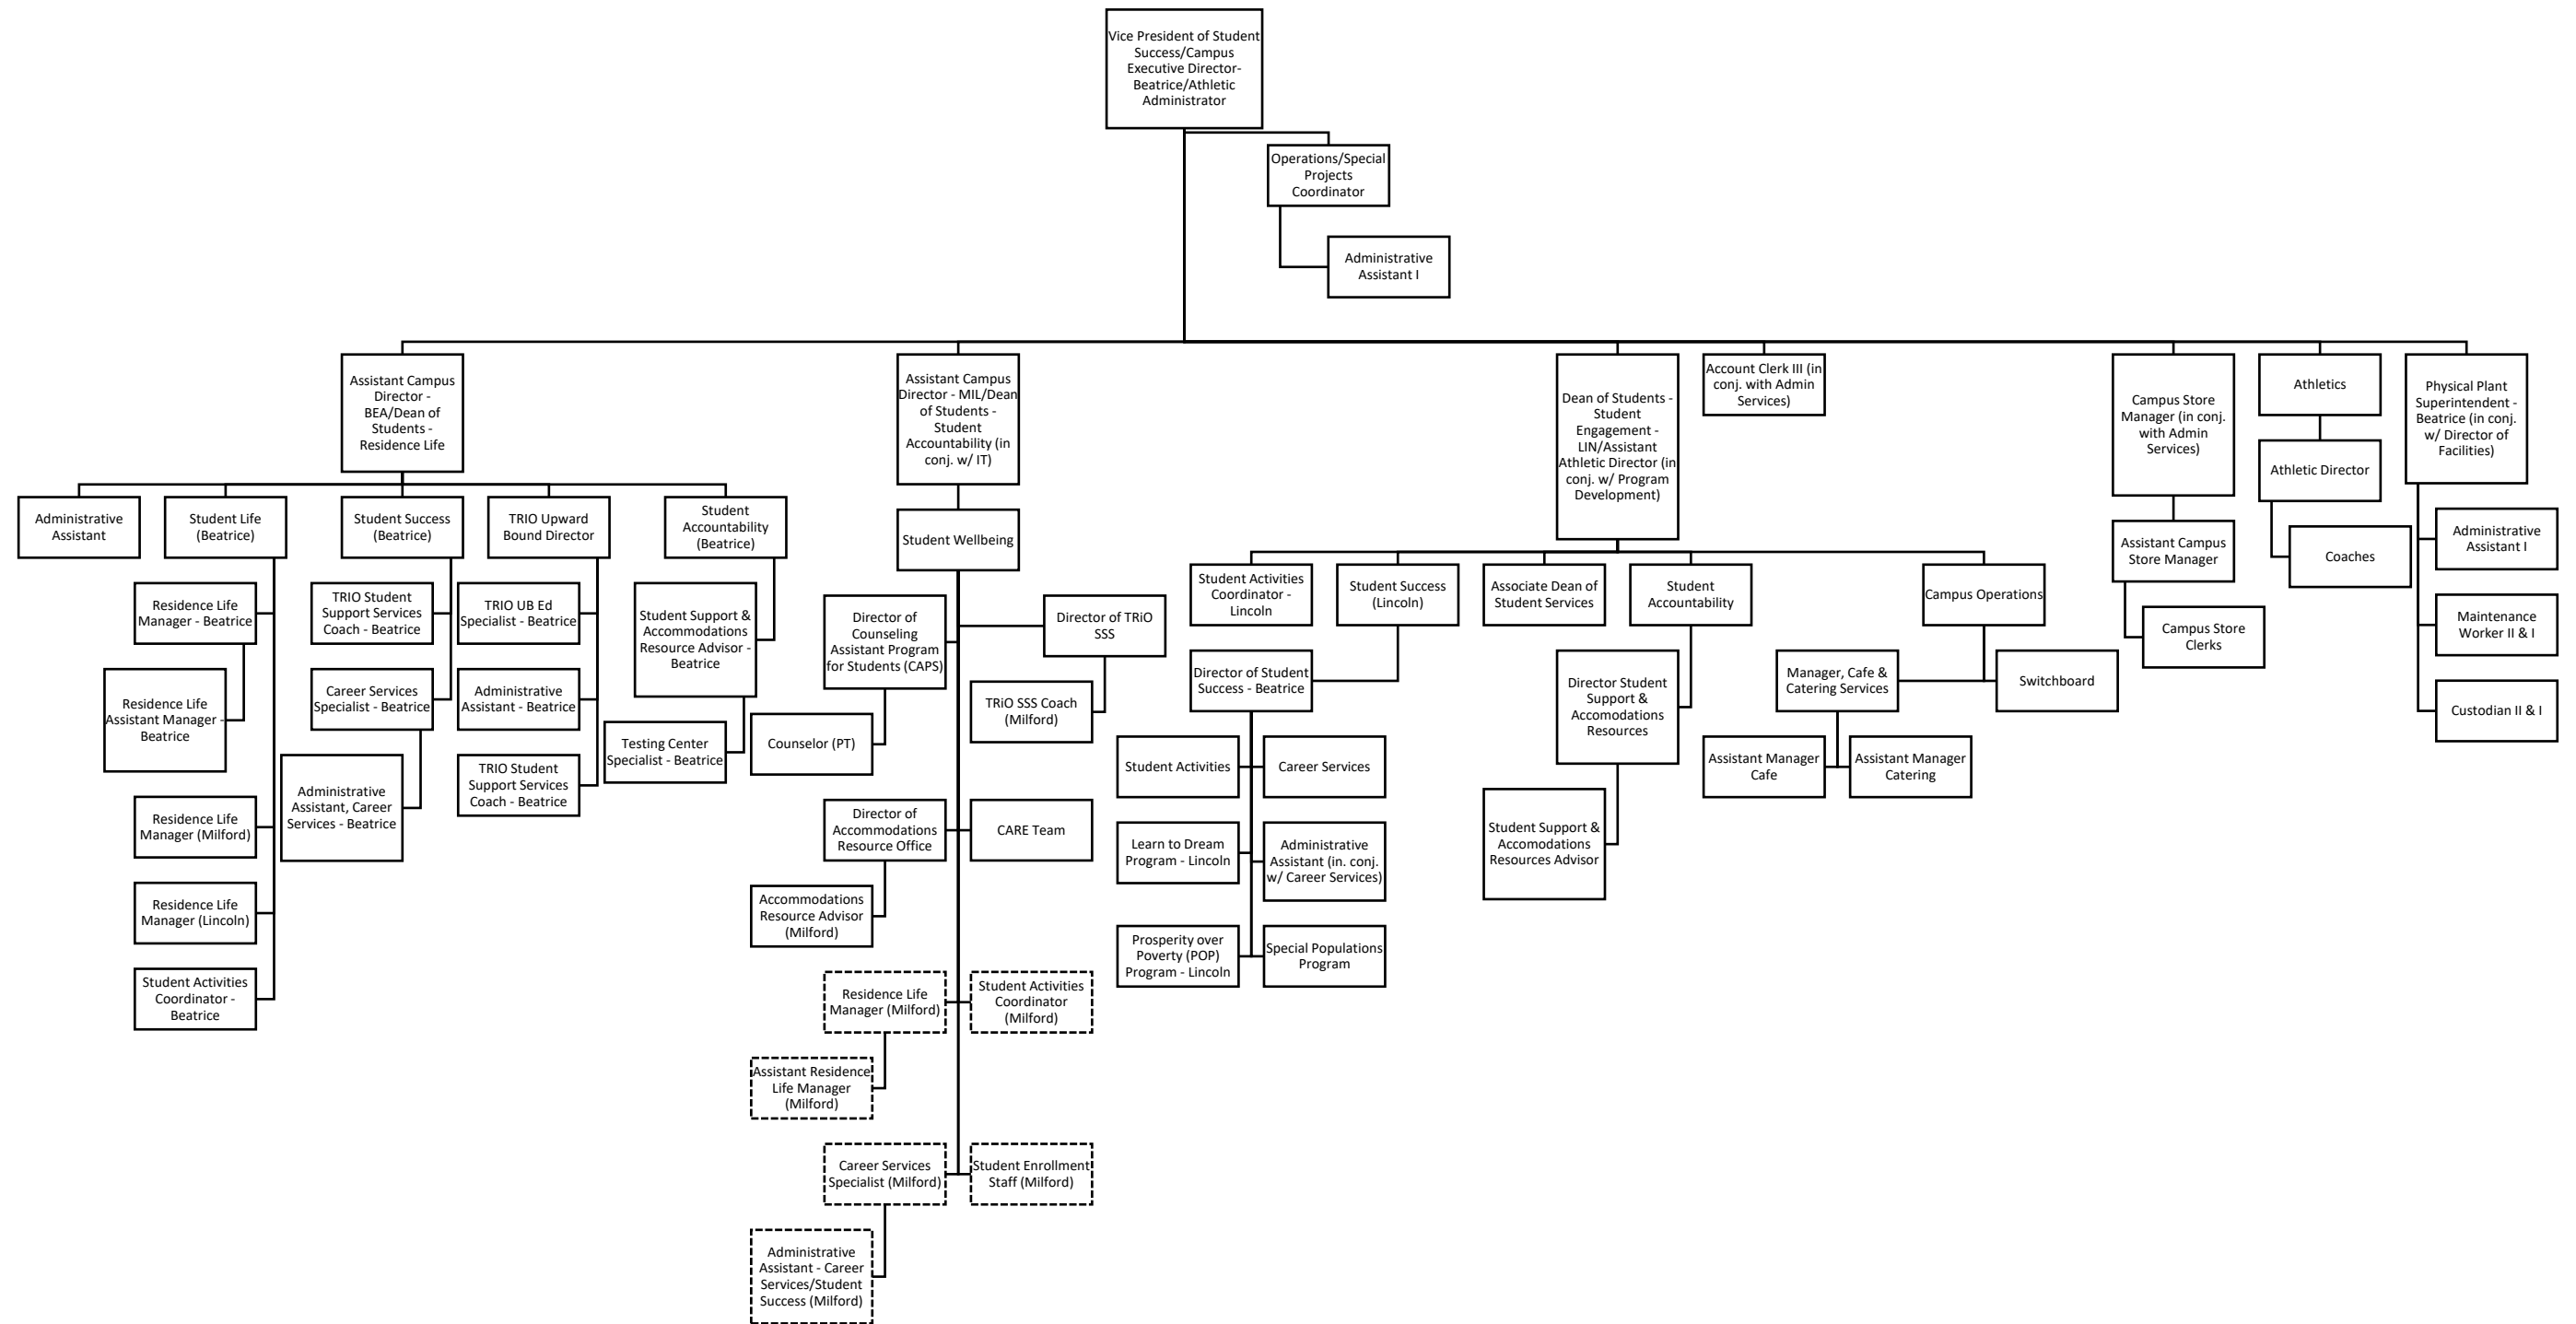 Vice President of Student
Success/Campus
Executive Director-
Beatrice/Athletic
Administrator
Operations/Special
Projects
Coordinator
Administrative
Assistant I
Assistant Campus
Director -
BEA/Dean of
Students -
Residence Life
Assistant Campus
Director - MIL/Dean
of Students -
Student
Accountability (in
conj. w/ IT)
Dean of Students -
Student
Engagement -
LIN/Assistant
Athletic Director (in
conj. w/ Program
Development)
Account Clerk III (in
conj. with Admin
Services)
Campus Store
Manager (in conj.
with Admin
Services)
Athletics
Physical Plant
Superintendent -
Beatrice (in conj.
w/ Director of
Facilities)
Administrative
Assistant
Student Life
(Beatrice)
Student Success
(Beatrice)
TRIO Upward
Bound Director
Student
Accountability
(Beatrice)
Residence Life
Manager - Beatrice
Residence Life
Assistant Manager -
Beatrice
Residence Life
Manager (Milford)
Residence Life
Manager (Lincoln)
Student Activities
Coordinator -
Beatrice
TRIO Student
Support Services
Coach - Beatrice
Career Services
Specialist - Beatrice
Administrative
Assistant, Career
Services - Beatrice
TRIO UB Ed
Specialist - Beatrice
Administrative
Assistant - Beatrice
TRIO Student
Support Services
Coach - Beatrice
Student Support &
Accommodations
Resource Advisor -
Beatrice
Testing Center
Specialist - Beatrice
Student Wellbeing
Director of
Counseling
Assistant Program
for Students (CAPS)
Counselor (PT)
Director of TRiO
SSS
TRiO SSS Coach
(Milford)
Director of
Accommodations
Resource Office
Accommodations
Resource Advisor
(Milford)
CARE Team
Residence Life
Manager (Milford)
Assistant Residence
Life Manager
(Milford)
Student Activities
Coordinator
(Milford)
Career Services
Specialist (Milford)
Administrative
Assistant - Career
Services/Student
Success (Milford)
Student Enrollment
Staff (Milford)
Student Activities
Coordinator -
Lincoln
Student Success
(Lincoln)
Associate Dean of
Student Services
Student
Accountability
Campus Operations
Director of Student
Success - Beatrice
Student Activities
Career Services
Learn to Dream
Program - Lincoln
Administrative
Assistant (in. conj.
w/ Career Services)
Prosperity over
Poverty (POP)
Program - Lincoln
Special Populations
Program
Director Student
Support &
Accomodations
Resources
Student Support &
Accomodations
Resources Advisor
Manager, Cafe &
Catering Services
Switchboard
Assistant Manager
Cafe
Assistant Manager
Catering
Assistant Campus
Store Manager
Campus Store
Clerks
Athletic Director
Coaches
Administrative
Assistant I
Maintenance
Worker II & I
Custodian II & I